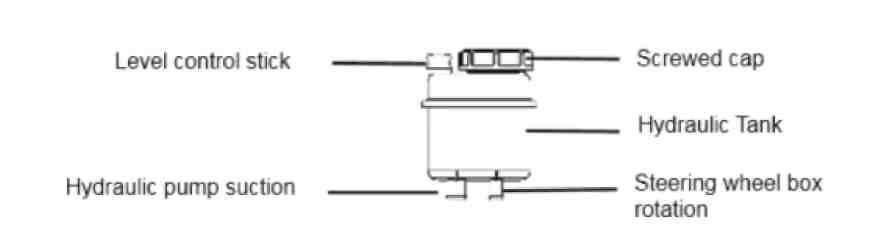 Level control stick
Screwed cap
Hydraulic Tank
Hydraulic pump suction
Steering wheel box
rotation